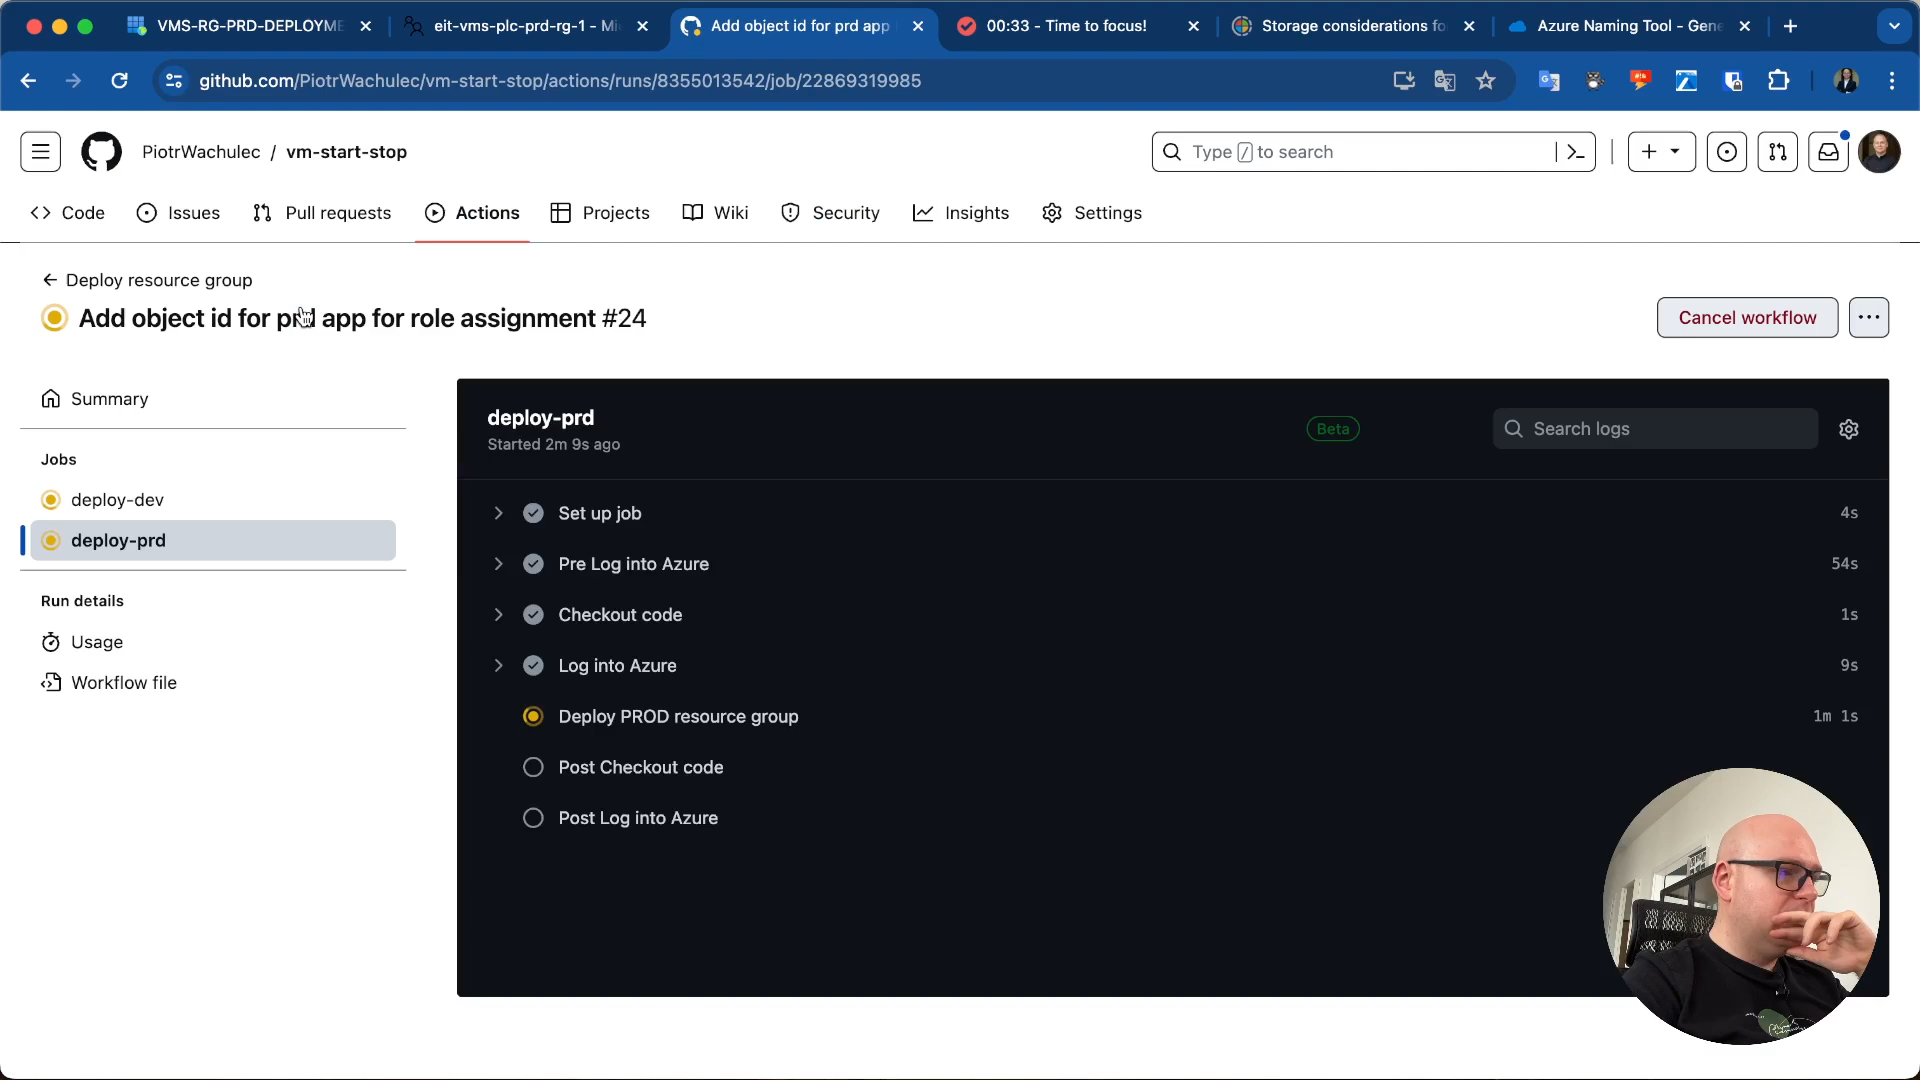 VMS-RG-PRD-DEPLOYME
eit-vms-plc-prd-rg-1 - Mi
Add object id for prd app
00:33 - Time to focus!
Storage considerations fo
Azure Naming Tool - Gene
github.com/PiotrWachulec/vm-start-stop/actions/runs/8355013542/job/22869319985
PiotrWachulec / vm-start-stop
Type / to search
Code
Issues
Pull requests
Actions
Projects
Wiki
Security
Insights
Settings
Deploy resource group
Add object id for prd app for role assignment #24
Cancel workflow
Summary
Jobs
deploy-dev
deploy-prd
Run details
Usage
Workflow file
deploy-prd
Started 2m 9s ago
Beta
Search logs
Set up job 4s
Pre Log into Azure 54s
Checkout code 1s
Log into Azure 9s
Deploy PROD resource group 1m 1s
Post Checkout code
Post Log into Azure